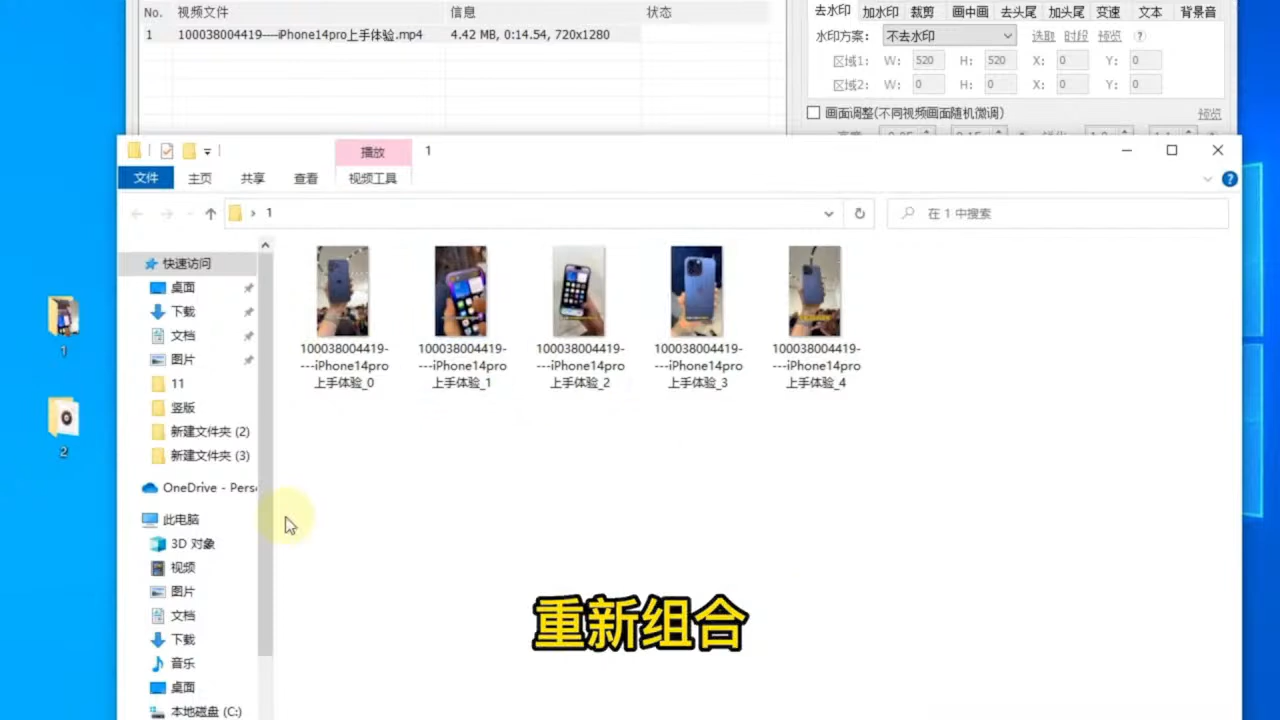 No. 视频文件 信息 状态
1 100038004419----iPhone14pro上手体验.mp4 4.42 MB, 0:14.54, 720x1280
去水印 加水印 裁剪 画中画 去头尾 加头尾 变速 文本 背景音
水印方案: 不去水印 选取 时段 预览 ?
区域1: W: 520 H: 520 X: 0 Y: 0
区域2: W: 0 H: 0 X: 0 Y: 0
画面调整(不同视频画面随机微调) 预览
播放 1
文件 主页 共享 查看 视频工具
1
在 1 中搜索
快速访问
桌面
下载
文档
图片
11
竖版
新建文件夹 (2)
新建文件夹 (3)
OneDrive - Pers
此电脑
3D 对象
视频
图片
文档
下载
音乐
桌面
本地磁盘 (C:)
100038004419-
---iPhone14pro
上手体验_0
100038004419-
---iPhone14pro
上手体验_1
100038004419-
---iPhone14pro
上手体验_2
100038004419-
---iPhone14pro
上手体验_3
100038004419-
---iPhone14pro
上手体验_4
1
2
重新组合